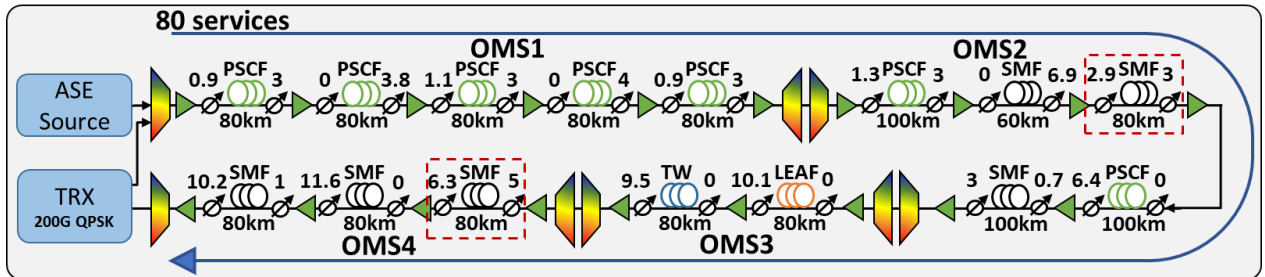 80 services
OMS1
OMS2
ASE
Source
0.9 PSCF 3 0 PSCF 3.8 1.1 PSCF 3 0 PSCF 4 0.9 PSCF 3 1.3 PSCF 3 0 SMF 6.9 2.9 SMF 3
80km 80km 80km 80km 80km 100km 60km 80km
TRX
200G QPSK
10.2 SMF 1 11.6 SMF 0 6.3 SMF 5 9.5 TW 0 10.1 LEAF 0 3 SMF 0.7 6.4 PSCF 0
80km 80km 80km 80km 80km 100km 100km
OMS4
OMS3